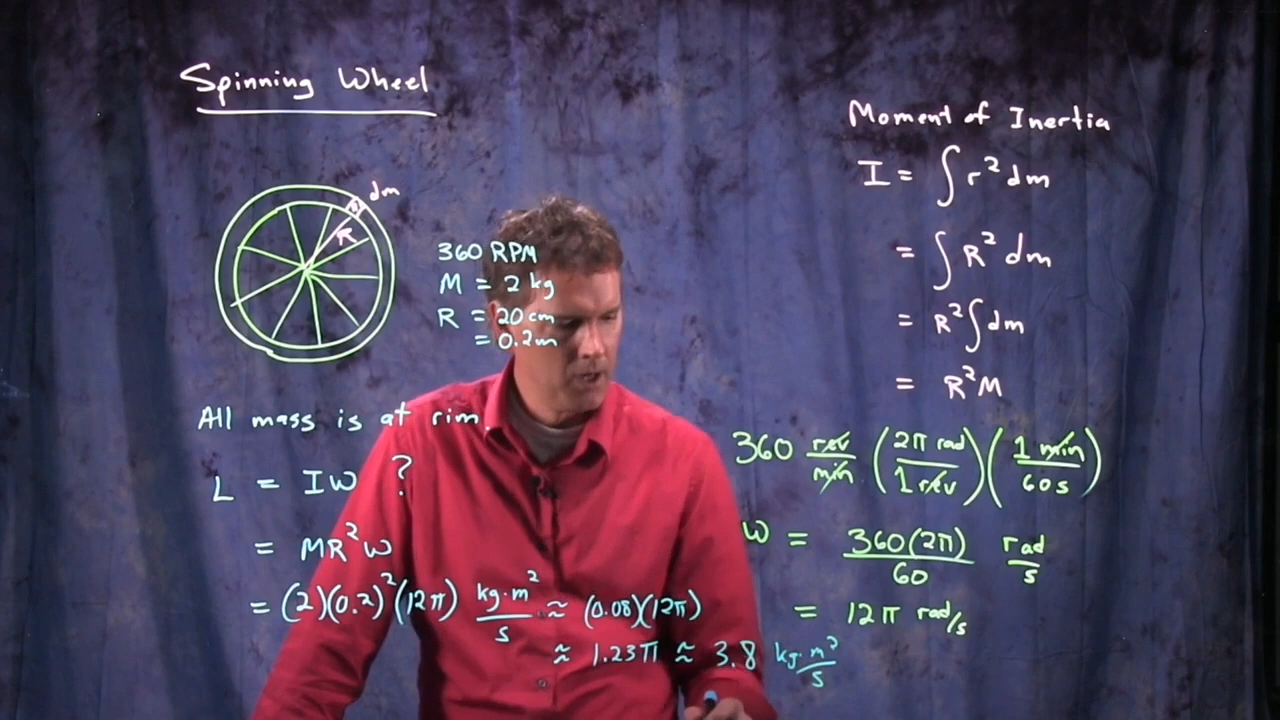 Spinning Wheel
dm
R
360 RPM
M = 2 kg
R = 20 cm
= 0.2m
All mass is at rim.
L = Iω ?
= MR²ω
= (2)(0.2)²(12π) kg·m²/s ≈ (0.08)(12π)
≈ 1.23π ≈ 3.8 kg·m²/s
Moment of Inertia
I = ∫ r² dm
= ∫ R² dm
= R² ∫ dm
= R²M
360 rev/min (2π rad/1 rev)(1 min/60s)
ω = 360(2π)/60 rad/s
= 12π rad/s